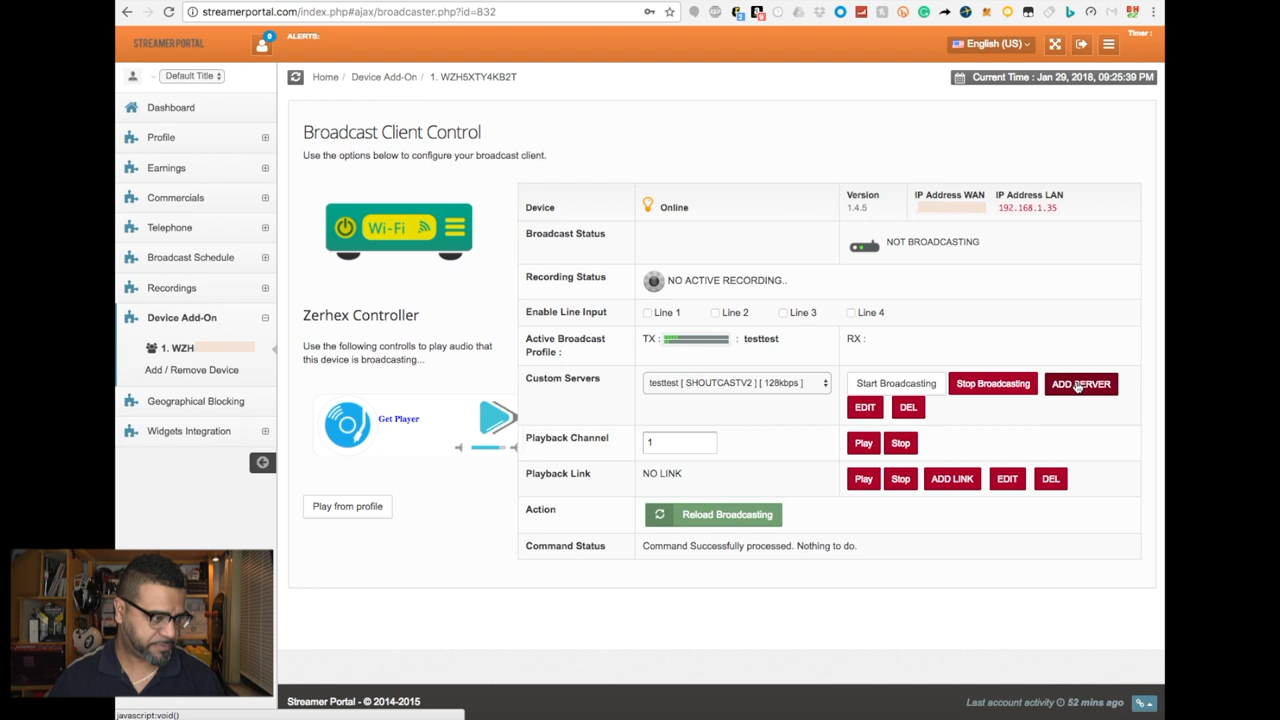 streamerportal.com/index.php#ajax/broadcaster.php?id=832
STREAMER PORTAL
0
ALERTS:
English (US)
Timer :
Default Title
Home / Device Add-On / 1. WZH5XTY4KB2T
Current Time : Jan 29, 2018, 09:25:39 PM
Dashboard
Profile
Earnings
Commercials
Telephone
Broadcast Schedule
Recordings
Device Add-On
1. WZH
Add / Remove Device
Geographical Blocking
Widgets Integration
Broadcast Client Control
Use the options below to configure your broadcast client.
Wi-Fi
Zerhex Controller
Use the following controls to play audio that
this device is broadcasting...
Get Player
Play from profile
Device
Online
Version
1.4.5
IP Address WAN
IP Address LAN
192.168.1.35
Broadcast Status
NOT BROADCASTING
Recording Status
NO ACTIVE RECORDING..
Enable Line Input
Line 1 Line 2 Line 3 Line 4
Active Broadcast
Profile :
TX : : testtest
RX :
Custom Servers
testtest [ SHOUTCASTV2 ] [ 128kbps ]
Start Broadcasting Stop Broadcasting ADD SERVER
EDIT DEL
Playback Channel
1
Play Stop
Playback Link
NO LINK
Play Stop ADD LINK EDIT DEL
Action
Reload Broadcasting
Command Status
Command Successfully processed. Nothing to do.
Streamer Portal © 2014-2015
Last account activity 52 mins ago
javascript:void()